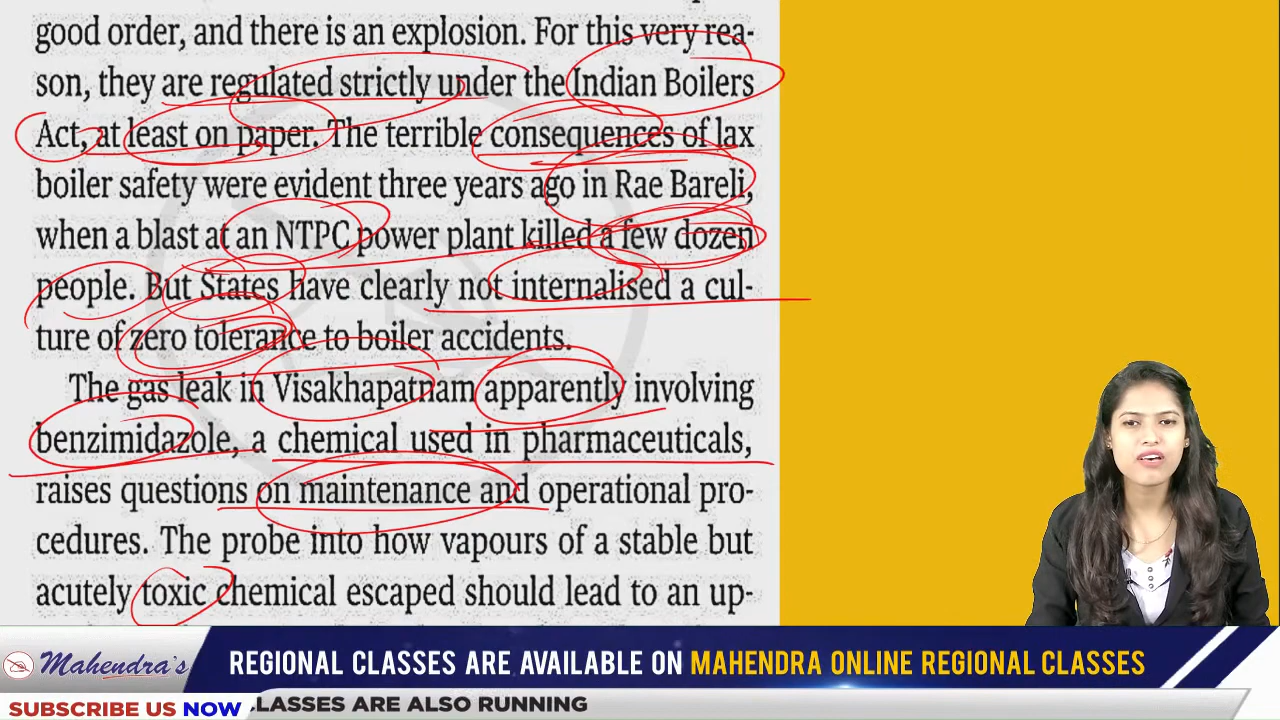 good order, and there is an explosion. For this very rea-
son, they are regulated strictly under the Indian Boilers
Act, at least on paper. The terrible consequences of lax
boiler safety were evident three years ago in Rae Bareli,
when a blast at an NTPC power plant killed a few dozen
people. But States have clearly not internalised a cul-
ture of zero tolerance to boiler accidents.
The gas leak in Visakhapatnam apparently involving
benzimidazole, a chemical used in pharmaceuticals,
raises questions on maintenance and operational pro-
cedures. The probe into how vapours of a stable but
acutely toxic chemical escaped should lead to an up-
Mahendra's
REGIONAL CLASSES ARE AVAILABLE ON MAHENDRA ONLINE REGIONAL CLASSES
SUBSCRIBE US NOW
CLASSES ARE ALSO RUNNING